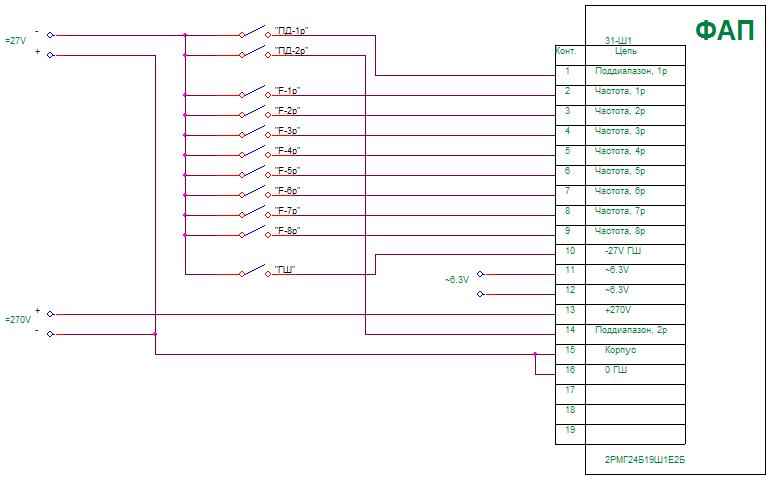 ФАП
=27V
-
+
"ПД-1р"
"ПД-2р"
"F-1р"
"F-2р"
"F-3р"
"F-4р"
"F-5р"
"F-6р"
"F-7р"
"F-8р"
"ГШ"
~6.3V
=270V
+
-
31-Ш1
Конт. Цепь
1 Поддиапазон, 1р
2 Частота, 1р
3 Частота, 2р
4 Частота, 3р
5 Частота, 4р
6 Частота, 5р
7 Частота, 6р
8 Частота, 7р
9 Частота, 8р
10 -27V ГШ
11 ~6.3V
12 ~6.3V
13 +270V
14 Поддиапазон, 2р
15 Корпус
16 0 ГШ
17
18
19
2РМГ24Б19Ш1Е2Б